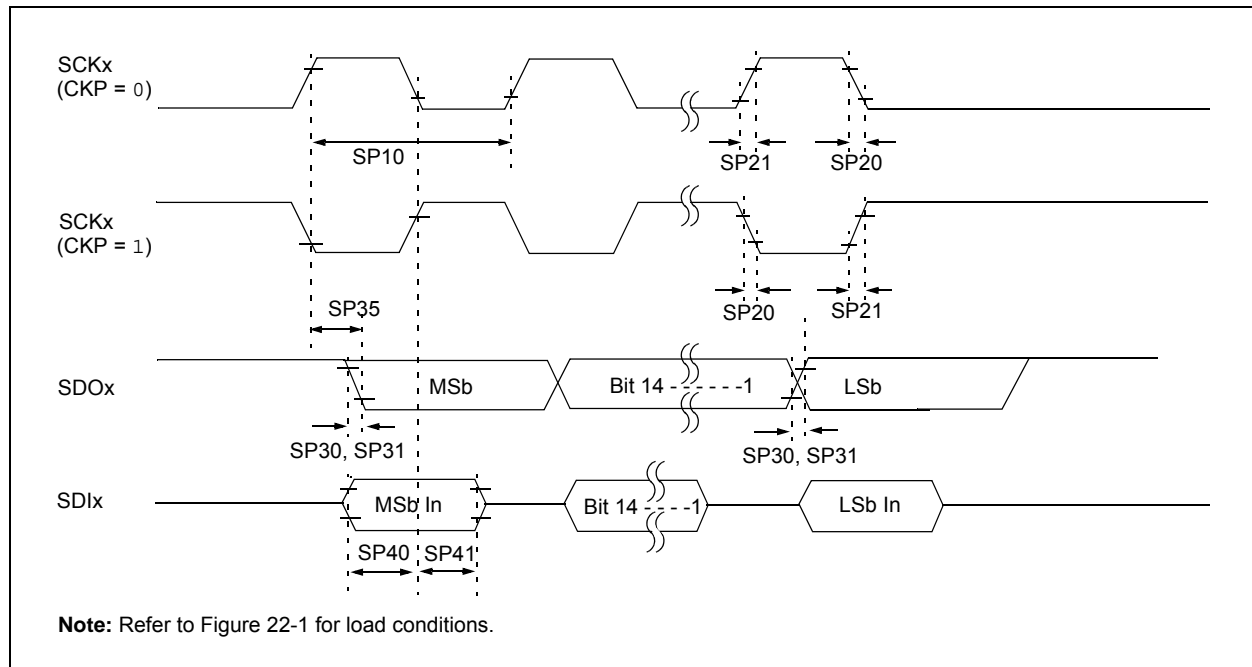 SCKx
(CKP = 0)
SP10
SP21
SP20
SCKx
(CKP = 1)
SP35
SP20
SP21
SDOx
MSb
Bit 14 - - - - - -1
LSb
SP30, SP31
SP30, SP31
SDIx
MSb In
Bit 14 - - - -1
LSb In
SP40
SP41
Note: Refer to Figure 22-1 for load conditions.